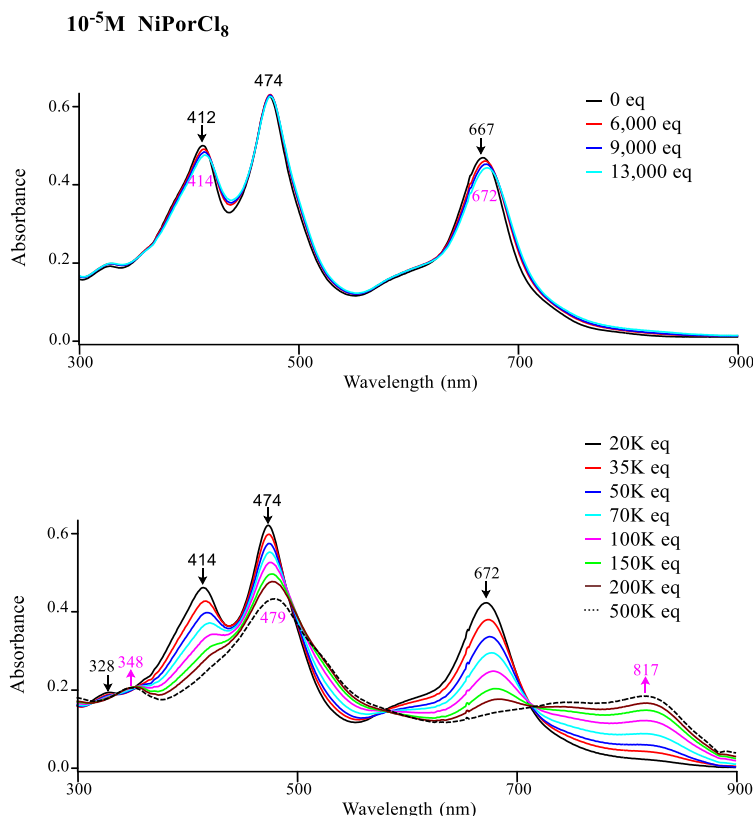 10⁻⁵M NiPorCl₈
474
412
667
414
672
0 eq
6,000 eq
9,000 eq
13,000 eq
Absorbance
0.6
0.4
0.2
0.0
300 500 700 900
Wavelength (nm)
20K eq
35K eq
50K eq
70K eq
100K eq
150K eq
200K eq
500K eq
474
414
672
479
328
348
817
Absorbance
0.6
0.4
0.2
0.0
300 500 700 900
Wavelength (nm)